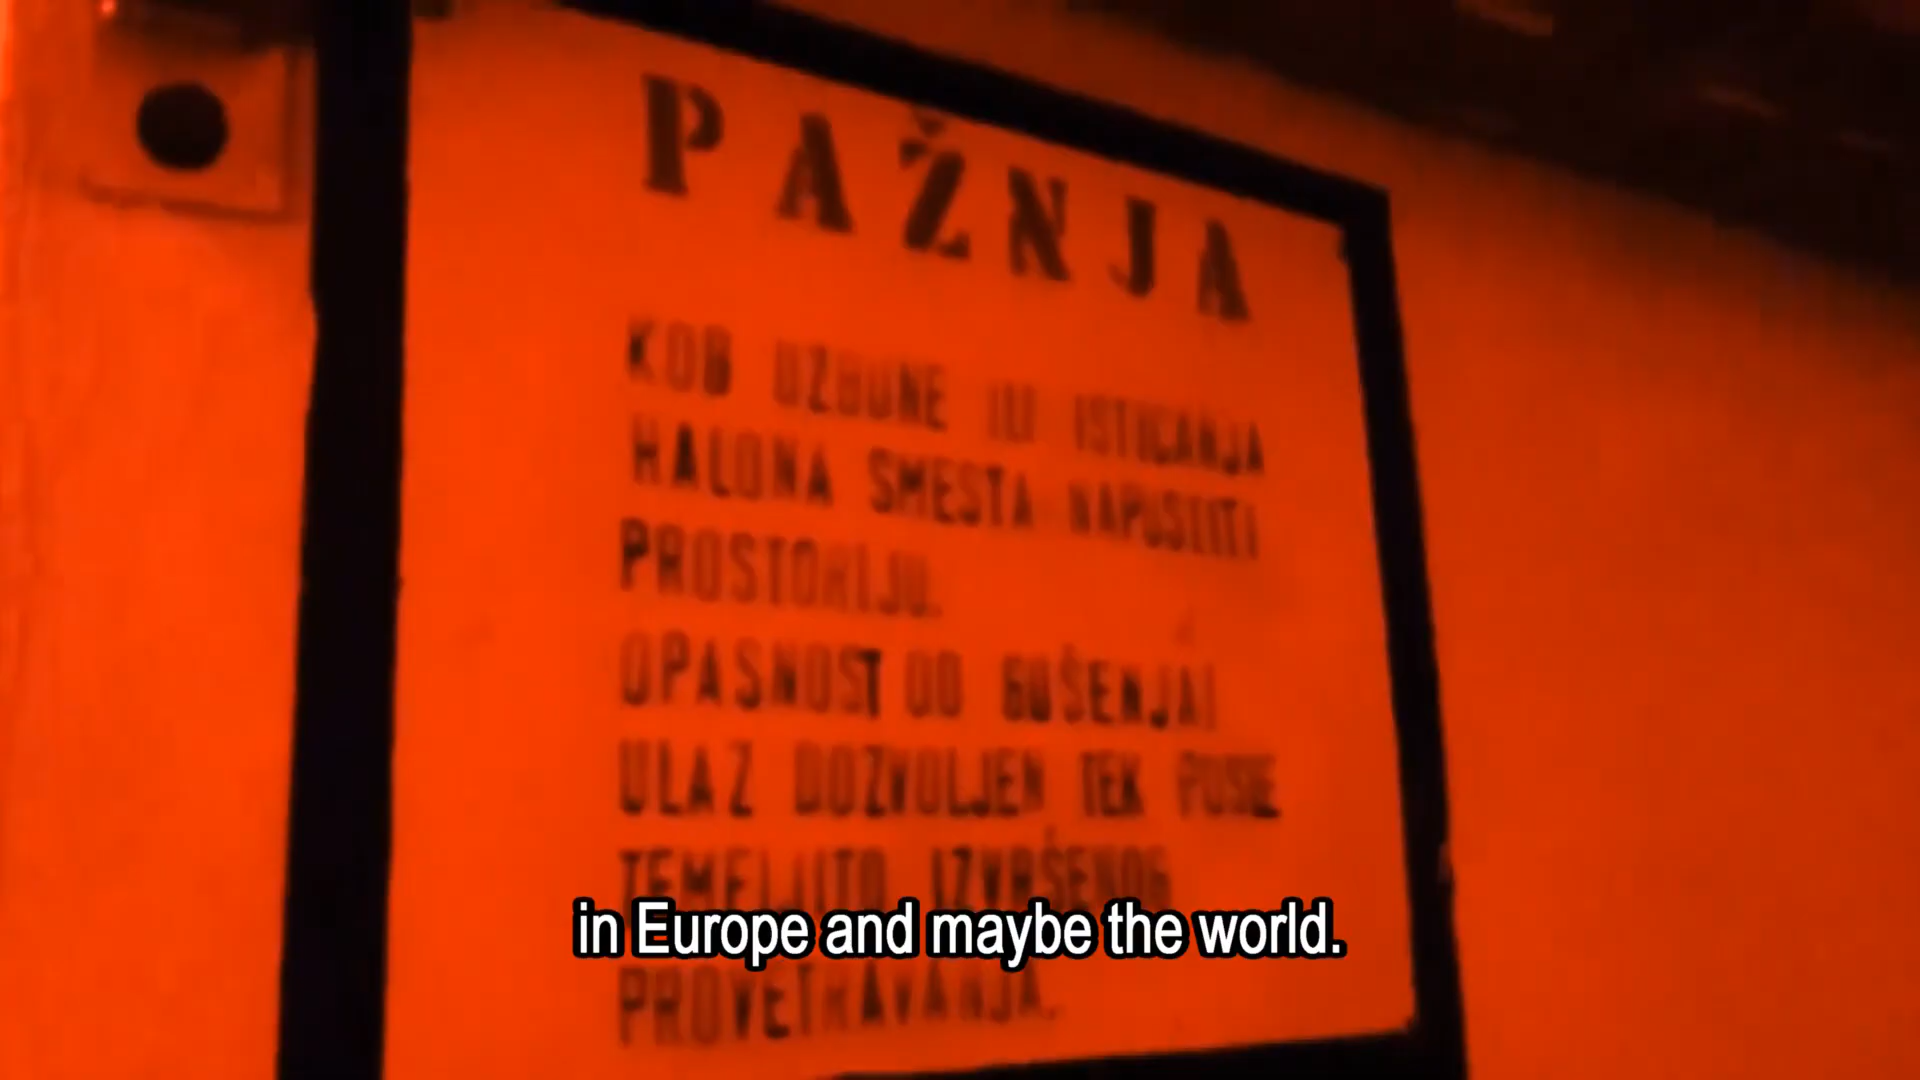 PAŽNJA
KOD UZBUNE ILI ISTICANJA
HALONA SMESTA NAPUSTITI
PROSTORIJU.
OPASNOST OD GUŠENJA!
ULAZ DOZVOLJEN TEK POSLE
TEMELJITO IZVRŠENOG
in Europe and maybe the world.
PROVETRAVANJA.